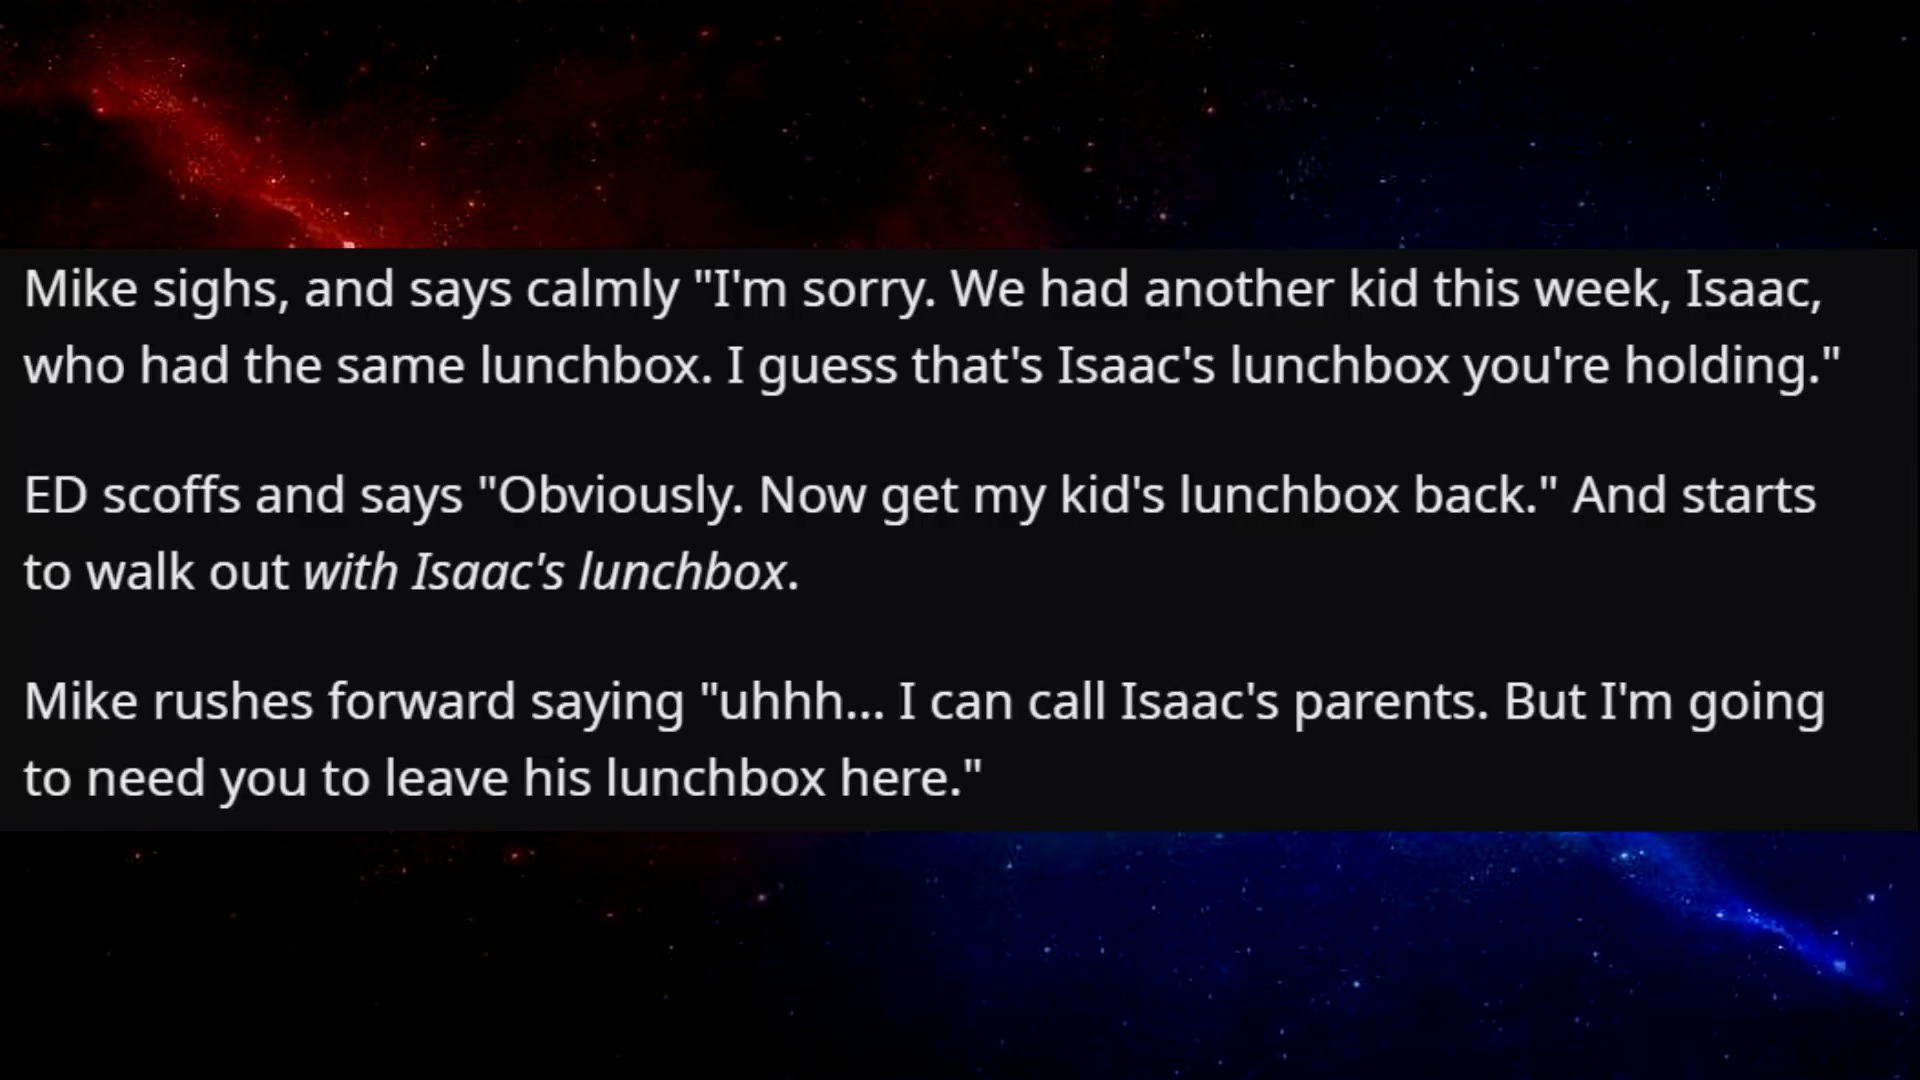 Mike sighs, and says calmly "I'm sorry. We had another kid this week, Isaac,
who had the same lunchbox. I guess that's Isaac's lunchbox you're holding."
ED scoffs and says "Obviously. Now get my kid's lunchbox back." And starts
to walk out with Isaac's lunchbox.
Mike rushes forward saying "uhhh... I can call Isaac's parents. But I'm going
to need you to leave his lunchbox here."